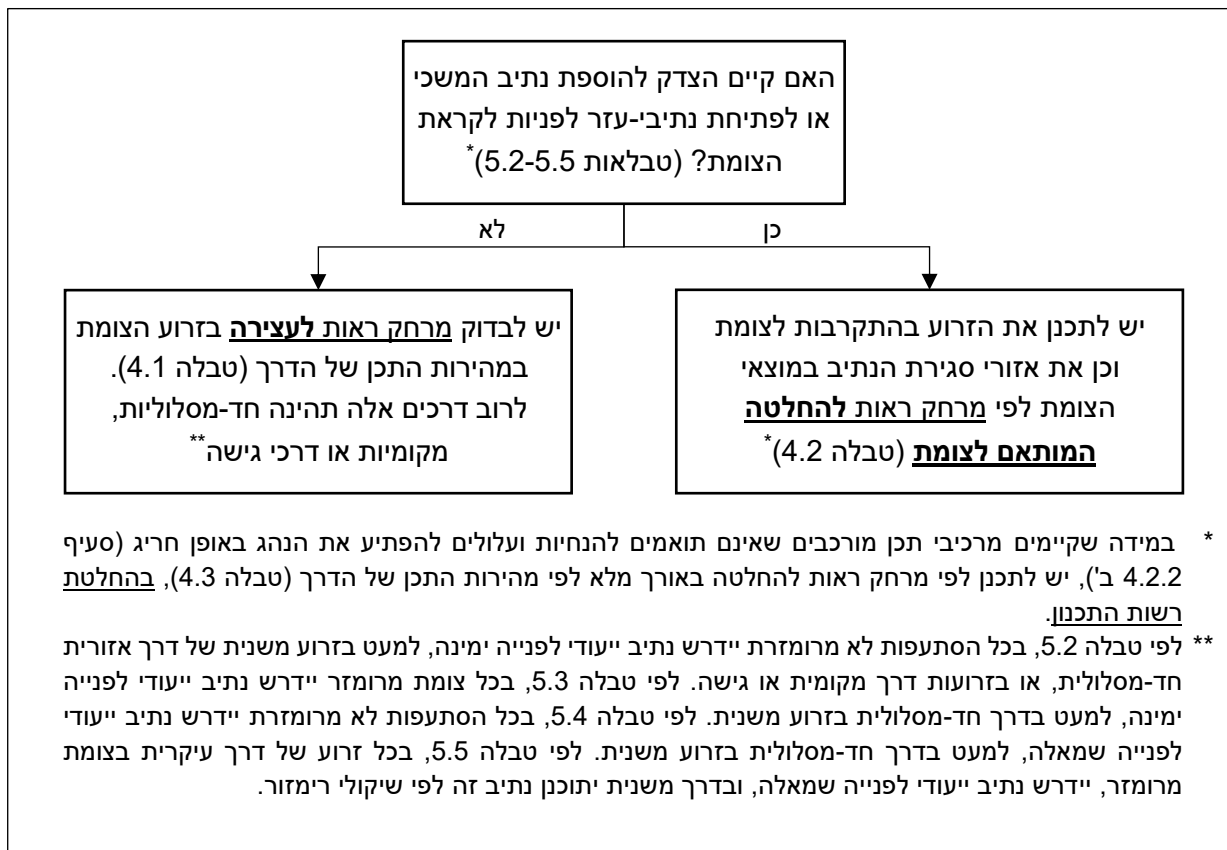 האם קיים הצדק להוספת נתיב המשכי
או לפתיחת נתיבי-עזר לפניות לקראת
הצומת? (טבלאות 5.2-5.5)*
לא
כן
יש לתכנן את הזרוע בהתקרבות לצומת
וכן את אזורי סגירת הנתיב במוצאי
הצומת לפי מרחק ראות להחלטה
המותאם לצומת (טבלה 4.2)*
יש לבדוק מרחק ראות לעצירה בזרוע הצומת
במהירות התכן של הדרך (טבלה 4.1).
לרוב דרכים אלה תהינה חד-מסלוליות,
מקומיות או דרכי גישה**
* במידה שקיימים מרכיבי תכן מורכבים שאינם תואמים להנחיות ועלולים להפתיע את הנהג באופן חריג (סעיף
4.2.2 ב'), יש לתכנן לפי מרחק ראות להחלטה באורך מלא לפי מהירות התכן של הדרך (טבלה 4.3), בהחלטת
רשות התכנון.
** לפי טבלה 5.2, בכל הסתעפות לא מרומזרת יידרש נתיב ייעודי לפנייה ימינה, למעט בזרוע משנית של דרך אזורית
חד-מסלולית, או בזרועות דרך מקומית או גישה. לפי טבלה 5.3, בכל צומת מרומזר יידרש נתיב ייעודי לפנייה
ימינה, למעט בדרך חד-מסלולית בזרוע משנית. לפי טבלה 5.4, בכל הסתעפות לא מרומזרת יידרש נתיב ייעודי
לפנייה שמאלה, למעט בדרך חד-מסלולית בזרוע משנית. לפי טבלה 5.5, בכל זרוע של דרך עיקרית בצומת
מרומזר, יידרש נתיב ייעודי לפנייה שמאלה, ובדרך משנית יתוכנן נתיב זה לפי שיקולי רימזור.